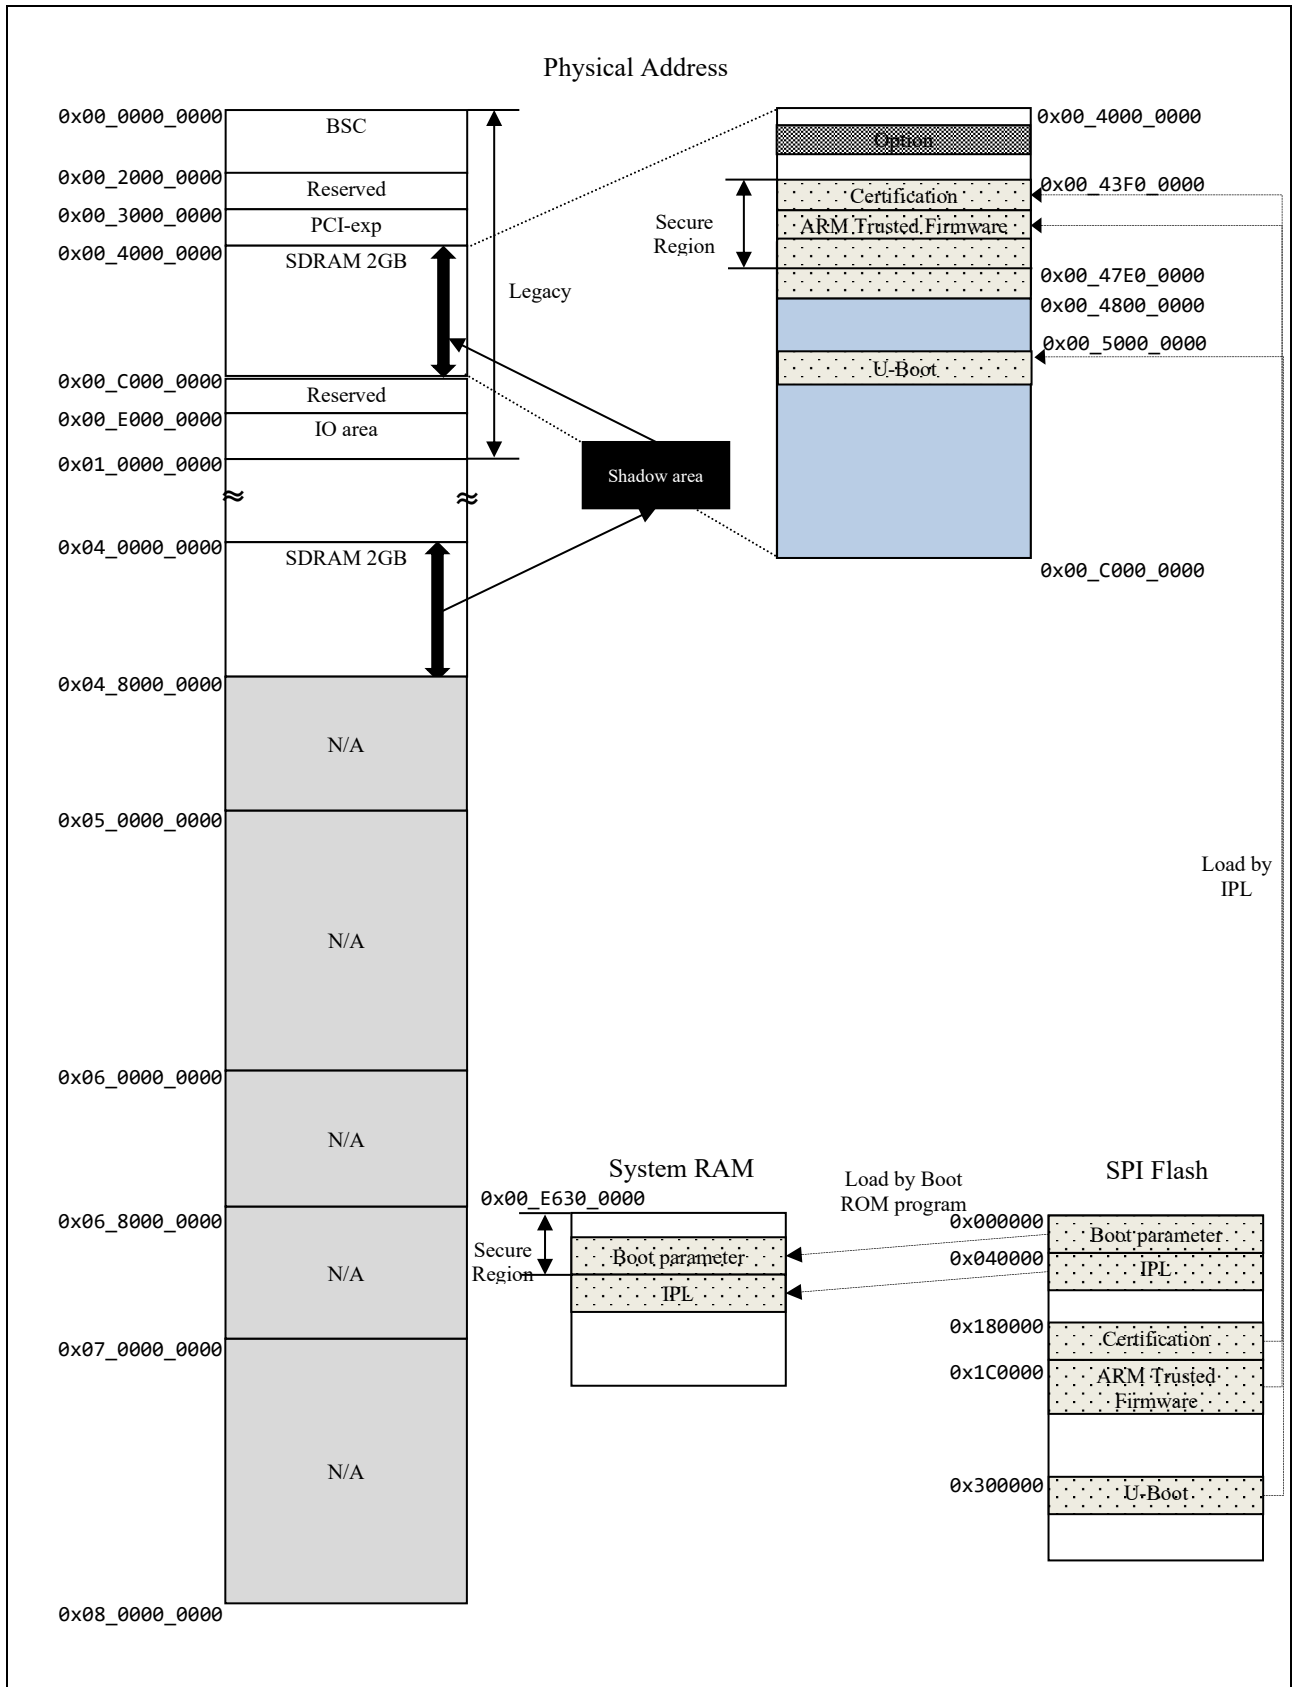 Physical Address
0x00_0000_0000
BSC
0x00_2000_0000
Reserved
0x00_3000_0000
PCI-exp
0x00_4000_0000
SDRAM 2GB
Legacy
0x00_C000_0000
Reserved
0x00_E000_0000
IO area
0x01_0000_0000
≈ ≈
0x04_0000_0000
SDRAM 2GB
0x04_8000_0000
N/A
0x05_0000_0000
N/A
0x06_0000_0000
N/A
0x06_8000_0000
N/A
0x07_0000_0000
N/A
0x08_0000_0000
Shadow area
0x00_4000_0000
Option
0x00_43F0_0000
Certification
ARM Trusted Firmware
Secure
Region
0x00_47E0_0000
0x00_4800_0000
0x00_5000_0000
U-Boot
0x00_C000_0000
Load by
IPL
System RAM
0x00_E630_0000
Secure
Region
Boot parameter
IPL
Load by Boot
ROM program
SPI Flash
0x000000
Boot parameter
0x040000
IPL
0x180000
Certification
0x1C0000
ARM Trusted
Firmware
0x300000
U-Boot